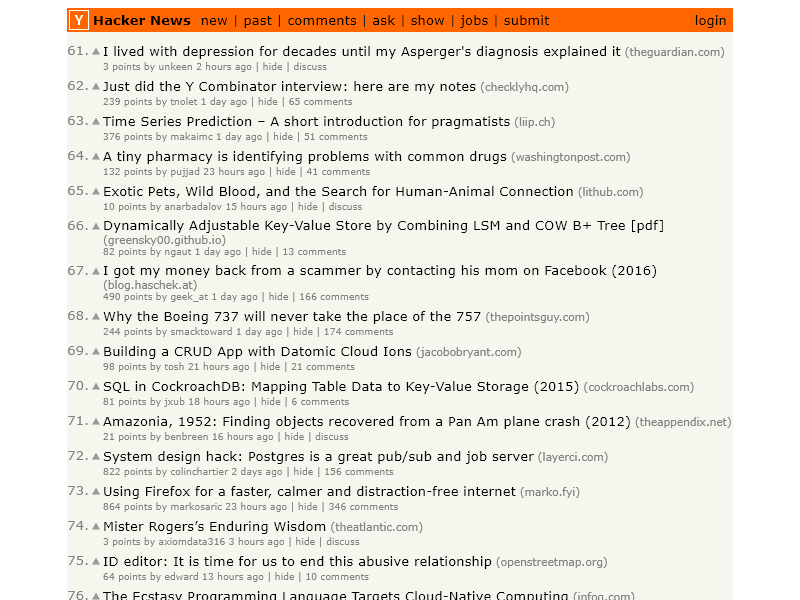 Y Hacker News new | past | comments | ask | show | jobs | submit login
61. I lived with depression for decades until my Asperger's diagnosis explained it (theguardian.com)
3 points by unkeen 2 hours ago | hide | discuss
62. Just did the Y Combinator interview: here are my notes (checklyhq.com)
239 points by tnolet 1 day ago | hide | 65 comments
63. Time Series Prediction – A short introduction for pragmatists (liip.ch)
376 points by makaimc 1 day ago | hide | 51 comments
64. A tiny pharmacy is identifying problems with common drugs (washingtonpost.com)
132 points by pujjad 23 hours ago | hide | 41 comments
65. Exotic Pets, Wild Blood, and the Search for Human-Animal Connection (lithub.com)
10 points by anarbadalov 15 hours ago | hide | discuss
66. Dynamically Adjustable Key-Value Store by Combining LSM and COW B+ Tree [pdf]
(greensky00.github.io)
82 points by ngaut 1 day ago | hide | 13 comments
67. I got my money back from a scammer by contacting his mom on Facebook (2016)
(blog.haschek.at)
490 points by geek_at 1 day ago | hide | 166 comments
68. Why the Boeing 737 will never take the place of the 757 (thepointsguy.com)
244 points by smacktoward 1 day ago | hide | 174 comments
69. Building a CRUD App with Datomic Cloud Ions (jacobobryant.com)
98 points by tosh 21 hours ago | hide | 21 comments
70. SQL in CockroachDB: Mapping Table Data to Key-Value Storage (2015) (cockroachlabs.com)
81 points by jxub 18 hours ago | hide | 6 comments
71. Amazonia, 1952: Finding objects recovered from a Pan Am plane crash (2012) (theappendix.net)
21 points by benbreen 16 hours ago | hide | discuss
72. System design hack: Postgres is a great pub/sub and job server (layerci.com)
822 points by colinchartier 2 days ago | hide | 156 comments
73. Using Firefox for a faster, calmer and distraction-free internet (marko.fyi)
864 points by markosaric 23 hours ago | hide | 346 comments
74. Mister Rogers’s Enduring Wisdom (theatlantic.com)
3 points by axiomdata316 3 hours ago | hide | discuss
75. ID editor: It is time for us to end this abusive relationship (openstreetmap.org)
64 points by edward 13 hours ago | hide | 10 comments
76. The Ecstasy Programming Language Targets Cloud-Native Computing (infoq.com)